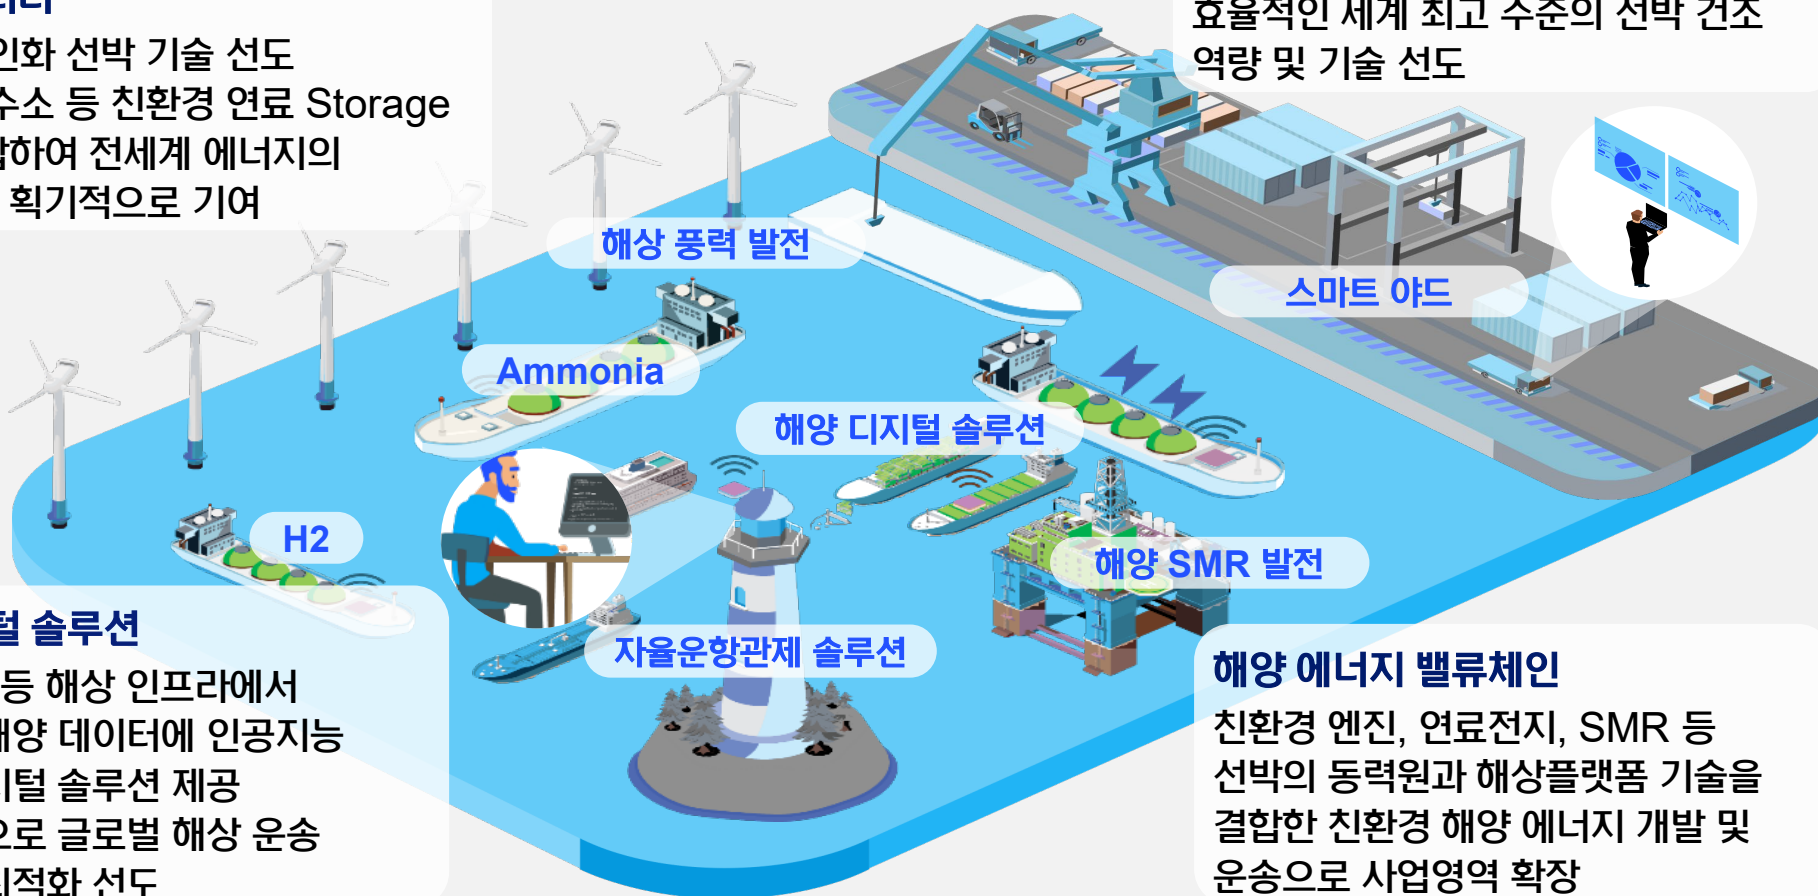 인화 선박 기술 선도
수소 등 친환경 연료 Storage
하여 전세계 에너지의
획기적으로 기여
효율적인 세계 최고 수준의 선박 건조
역량 및 기술 선도
해상 풍력 발전
스마트 야드
Ammonia
해양 디지털 솔루션
H2
해양 SMR 발전
자율운항관제 솔루션
털 솔루션
등 해상 인프라에서
해양 데이터에 인공지능
지털 솔루션 제공
으로 글로벌 해상 운송
적화 선도
해양 에너지 밸류체인
친환경 엔진, 연료전지, SMR 등
선박의 동력원과 해상플랫폼 기술을
결합한 친환경 해양 에너지 개발 및
운송으로 사업영역 확장